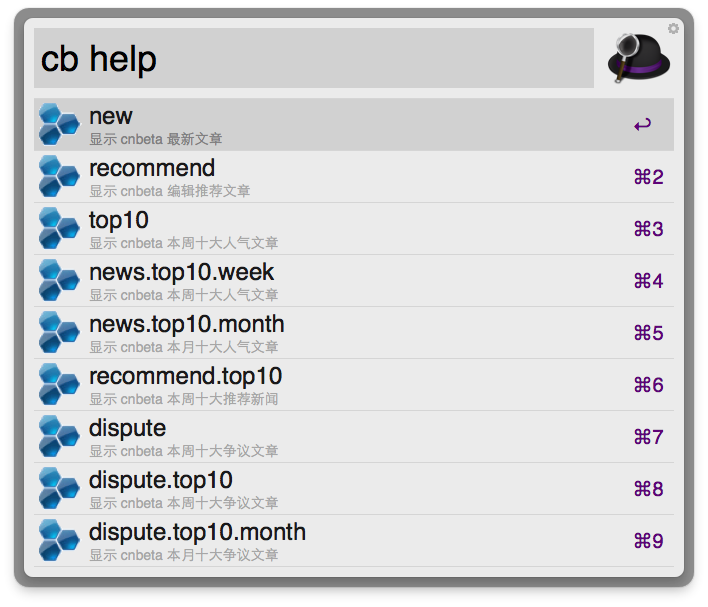 cb help
new
显示 cnbeta 最新文章
recommend
显示 cnbeta 编辑推荐文章
⌘2
top10
显示 cnbeta 本周十大人气文章
⌘3
news.top10.week
显示 cnbeta 本周十大人气文章
⌘4
news.top10.month
显示 cnbeta 本月十大人气文章
⌘5
recommend.top10
显示 cnbeta 本周十大推荐新闻
⌘6
dispute
显示 cnbeta 本周十大争议文章
⌘7
dispute.top10
显示 cnbeta 本周十大争议文章
⌘8
dispute.top10.month
显示 cnbeta 本月十大争议文章
⌘9